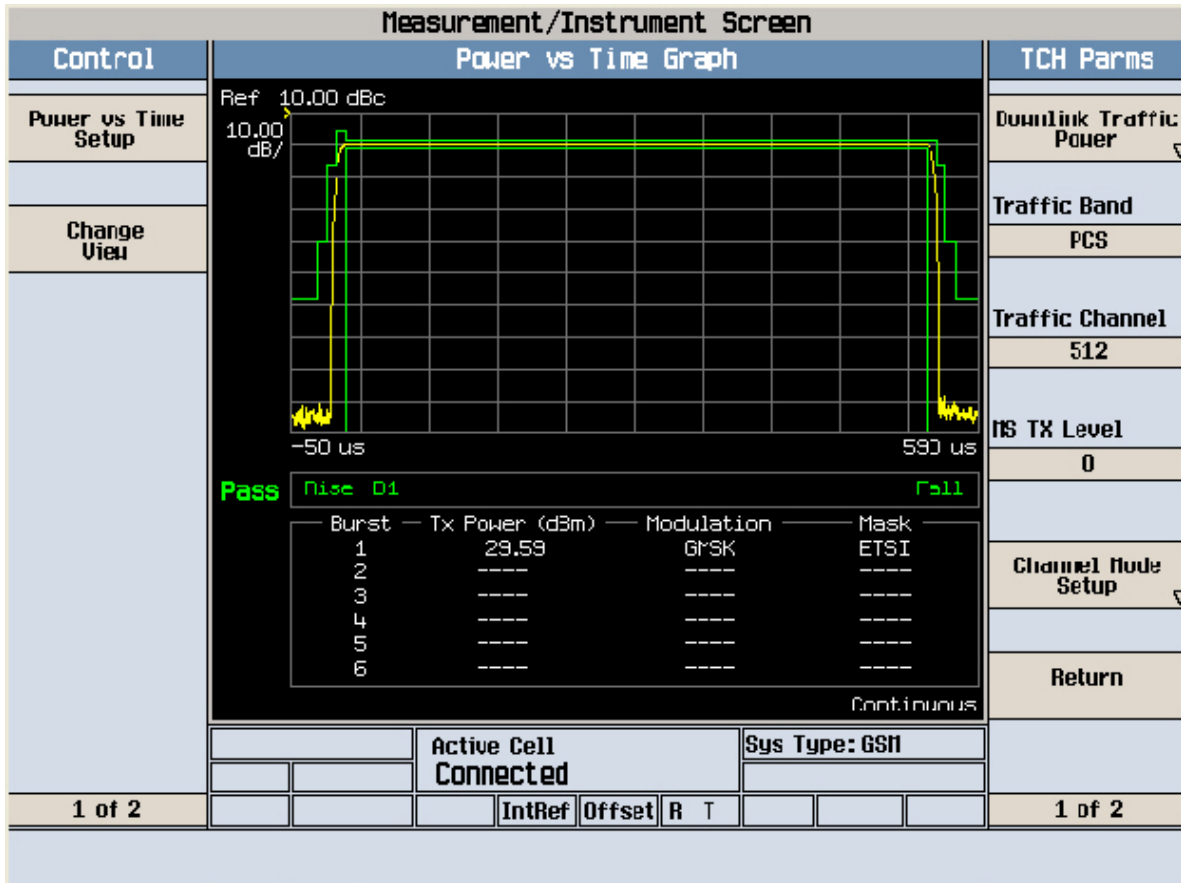 Measurement/Instrument Screen
Control
Power vs Time Graph
TCH Parms
Power vs Time
Setup
Change
View
1 of 2
Ref 10.00 dBc
10.00
dB/
-50 us
590 us
Pass
Rise B1
Fall
Burst Tx Power (dBm) Modulation Mask
1 29.59 GMSK ETSI
2 ---- ---- ----
3 ---- ---- ----
4 ---- ---- ----
5 ---- ---- ----
6 ---- ---- ----
Continuous
Downlink Traffic
Power
Traffic Band
PCS
Traffic Channel
512
MS TX Level
0
Channel Mode
Setup
Return
1 of 2
Active Cell
Connected
Sys Type: GSM
IntRef Offset R T